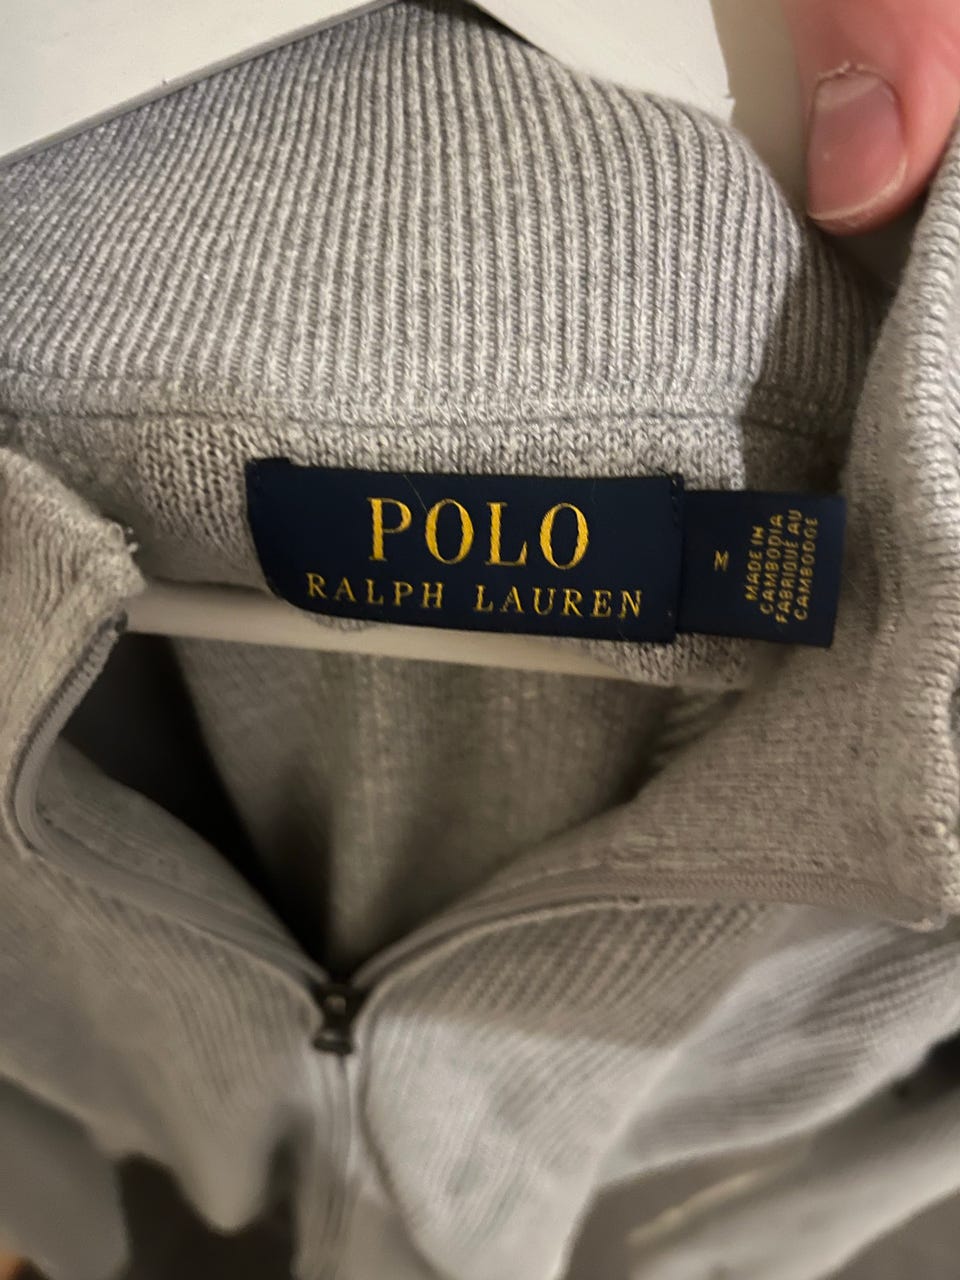 POLO
RALPH LAUREN
M
MADE IN
CAMBODIA
FABRIQUÉ AU
CAMBODGE